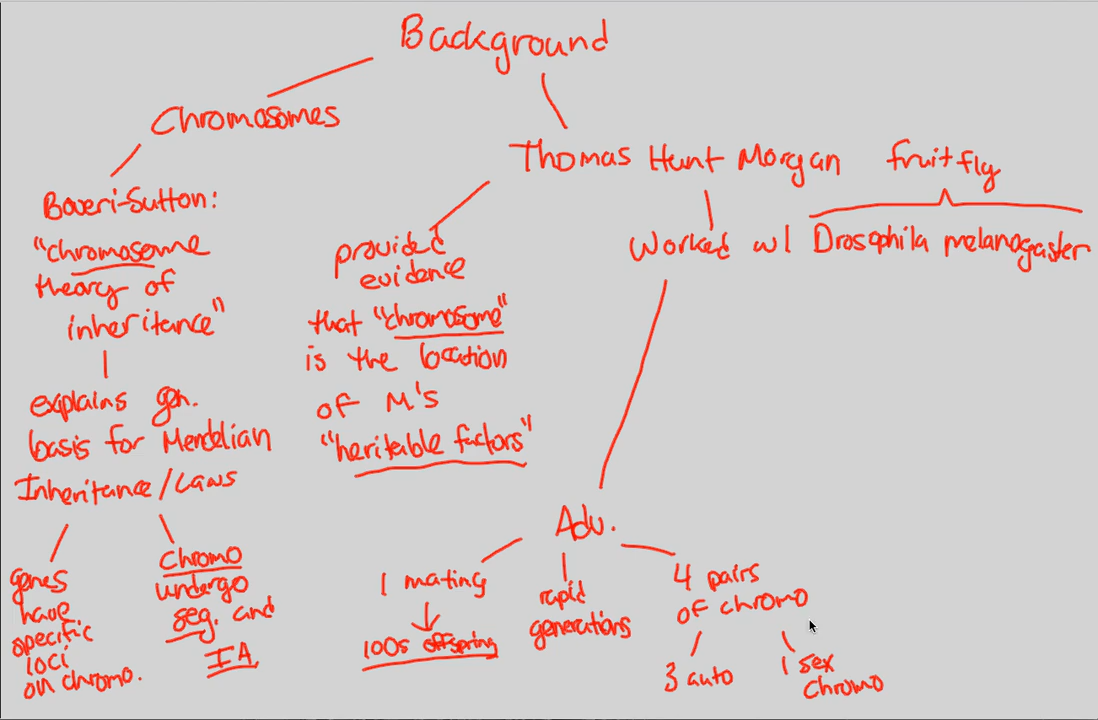 Background
Chromosomes
Thomas Hunt Morgan
fruit fly
Boveri-Sutton:
"chromosome
theory of
inheritance"
explains gen.
basis for Mendelian
Inheritance/Laws
genes
have
specific
loci
on chromo.
Chromo
undergo
seg. and
IA
provided
evidence
that "chromosome"
is the location
of M's
"heritable factors"
Worked w/ Drosophila melanogaster
Adv.
1 mating
100s offspring
rapid
generations
4 pairs
of chromo
3 auto
1 sex
Chromo